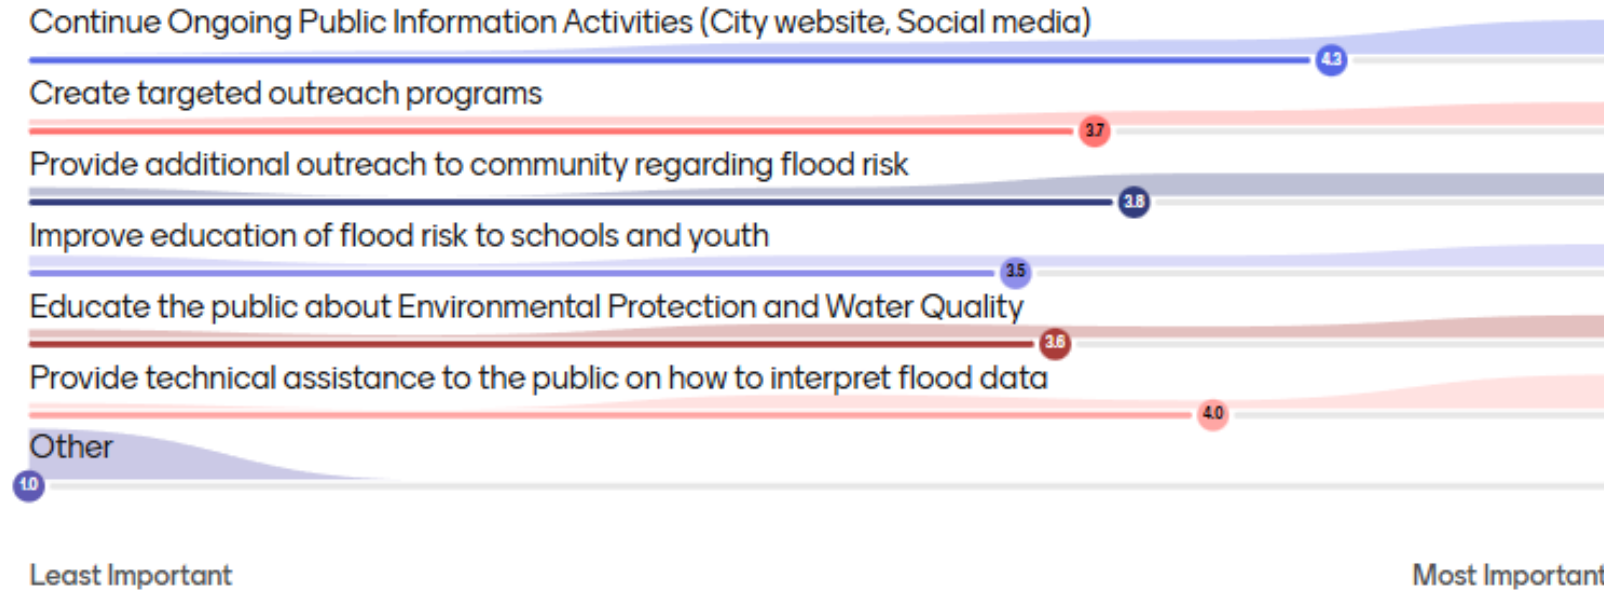 Continue Ongoing Public Information Activities (City website, Social media)
4.3
Create targeted outreach programs
3.7
Provide additional outreach to community regarding flood risk
3.8
Improve education of flood risk to schools and youth
3.5
Educate the public about Environmental Protection and Water Quality
3.6
Provide technical assistance to the public on how to interpret flood data
4.0
Other
1.0
Least Important
Most Important